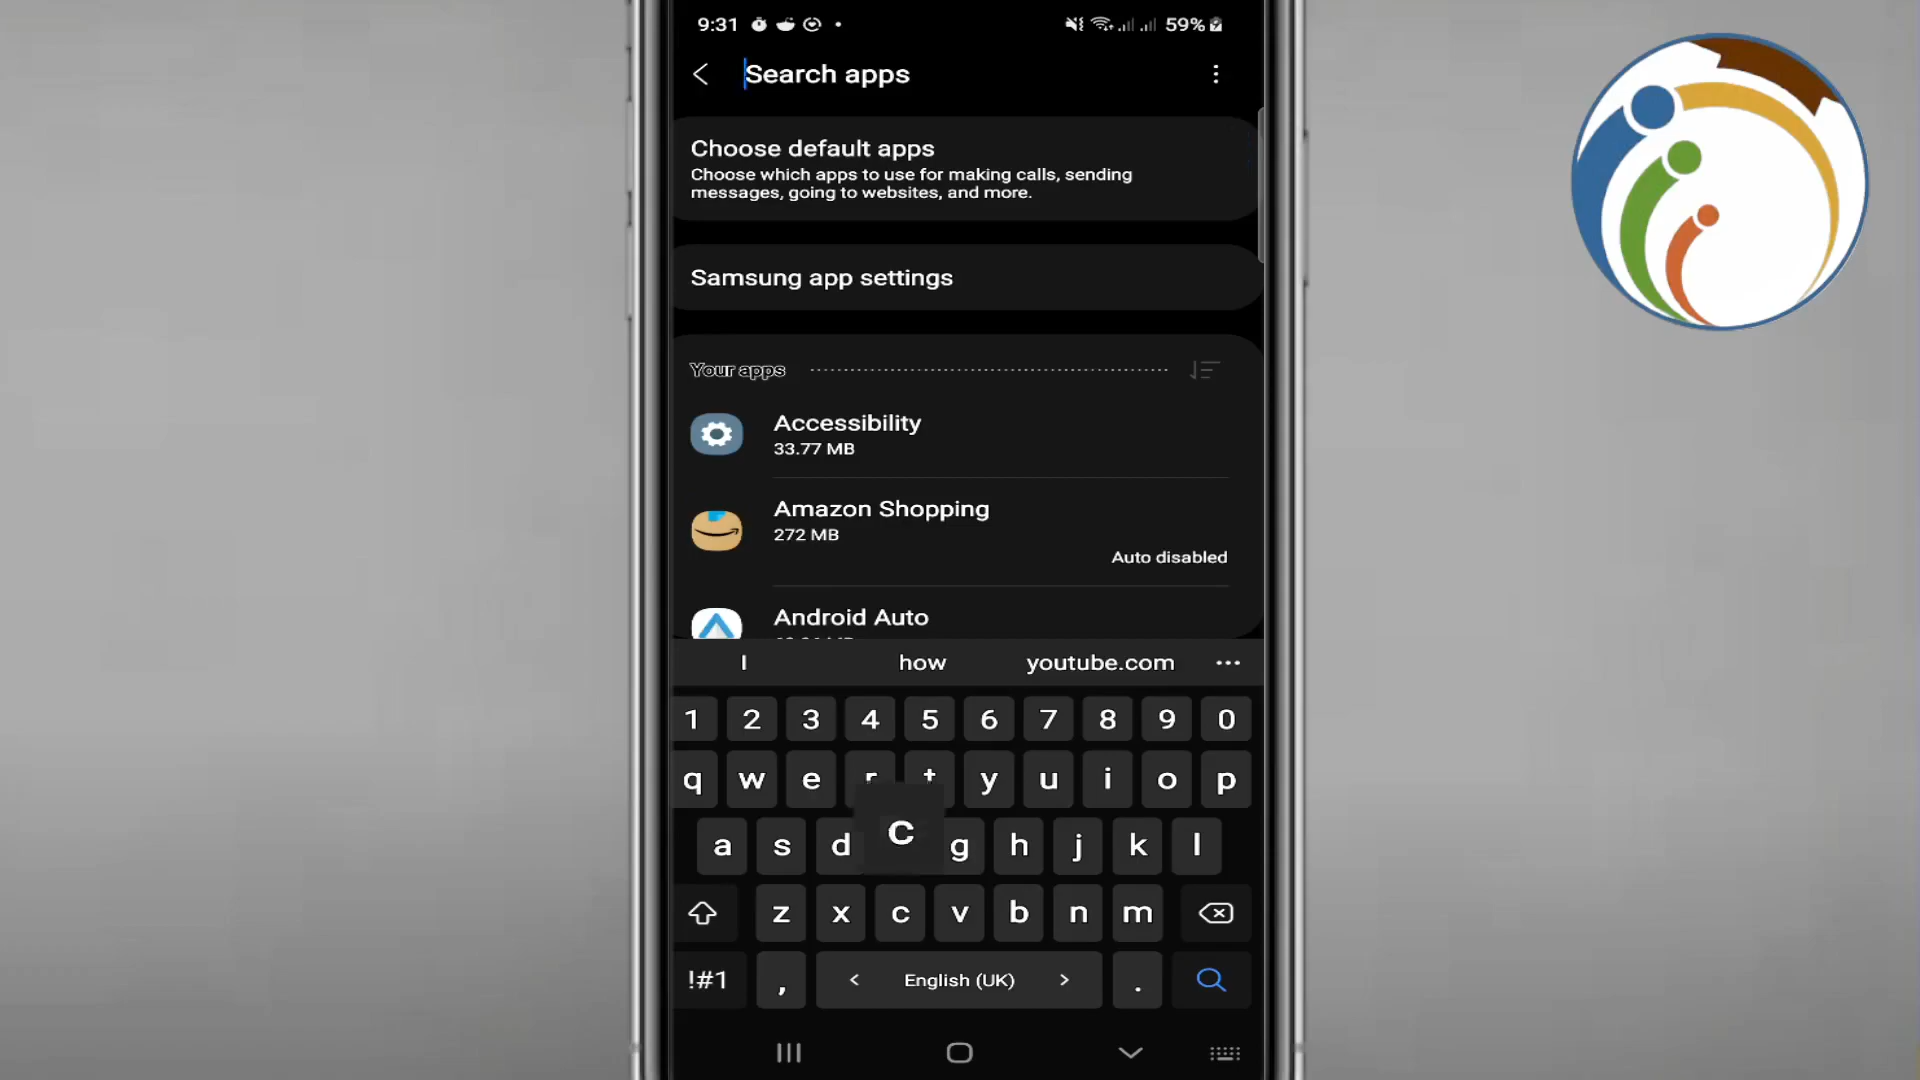 9:31 59%
Search apps
Choose default apps
Choose which apps to use for making calls, sending
messages, going to websites, and more.
Samsung app settings
Your apps
Accessibility
33.77 MB
Amazon Shopping
272 MB
Auto disabled
Android Auto
I how youtube.com
1 2 3 4 5 6 7 8 9 0
q w e r t y u i o p
a s d c g h j k l
z x c v b n m
!#1 , < English (UK) > .